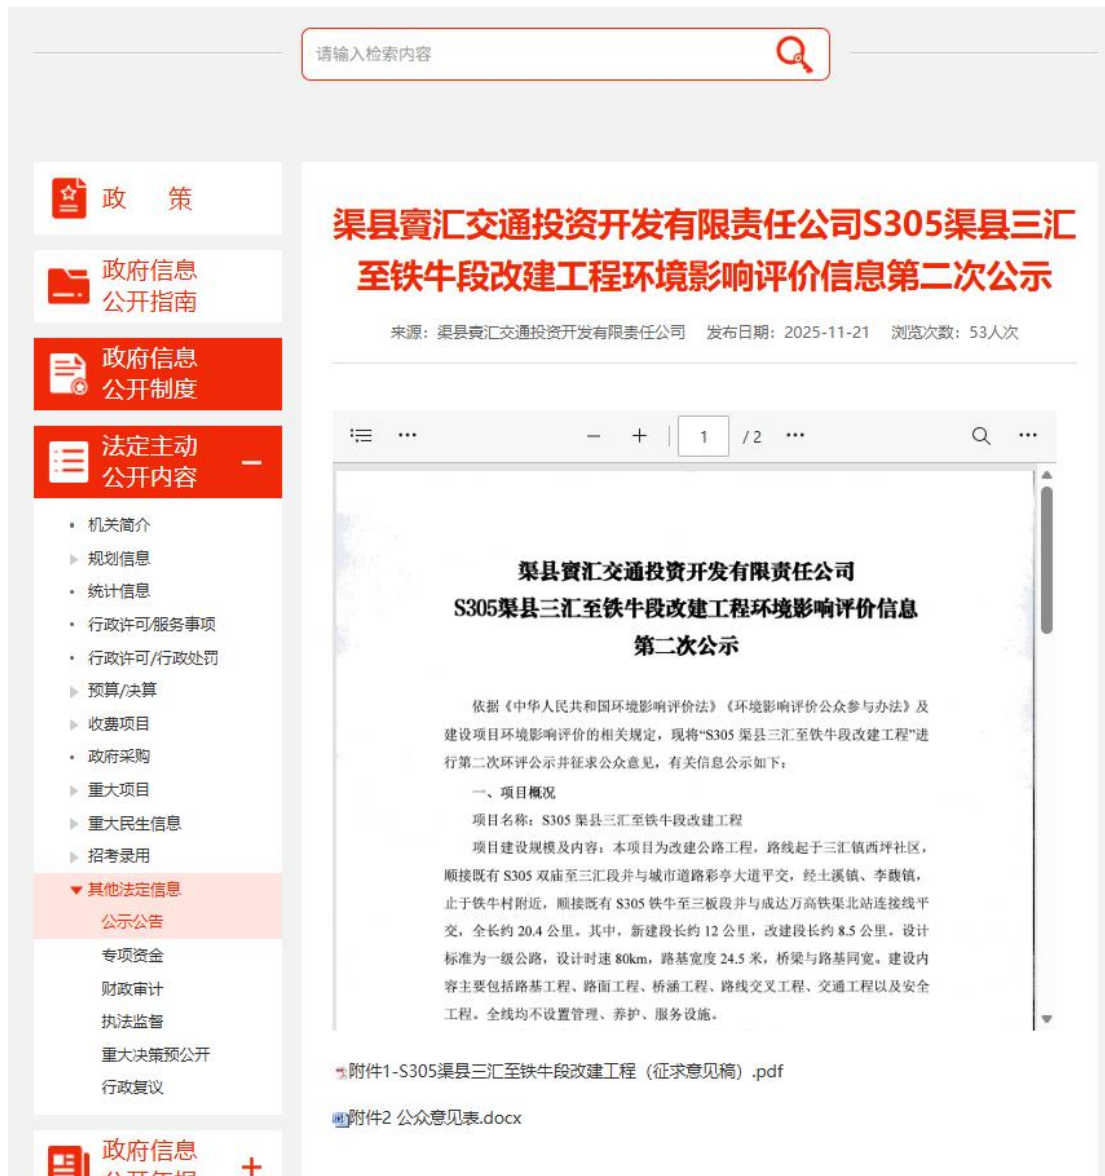 请输入检索内容
政 策
政府信息
公开指南
政府信息
公开制度
法定主动
公开内容
机关简介
规划信息
统计信息
行政许可/服务事项
行政许可/行政处罚
预算/决算
收费项目
政府采购
重大项目
重大民生信息
招考录用
其他法定信息
公示公告
专项资金
财政审计
执法监督
重大决策预公开
行政复议
政府信息
渠县賨汇交通投资开发有限责任公司S305渠县三汇
至铁牛段改建工程环境影响评价信息第二次公示
来源：渠县賨汇交通投资开发有限责任公司 发布日期：2025-11-21 浏览次数：53人次
1 / 2
渠县賨汇交通投资开发有限责任公司
S305渠县三汇至铁牛段改建工程环境影响评价信息
第二次公示
依据《中华人民共和国环境影响评价法》《环境影响评价公众参与办法》及
建设项目环境影响评价的相关规定，现将“S305 渠县三汇至铁牛段改建工程”进
行第二次环评公示并征求公众意见，有关信息公示如下：
一、项目概况
项目名称：S305 渠县三汇至铁牛段改建工程
项目建设规模及内容：本项目为改建公路工程，路线起于三汇镇西坪社区，
顺接既有 S305 双庙至三汇段并与城市道路彩亭大道平交，经土溪镇、李馥镇，
止于铁牛村附近，顺接既有 S305 铁牛至三板段并与成达万高铁渠北站连接线平
交，全长约 20.4 公里。其中，新建段长约 12 公里，改建段长约 8.5 公里。设计
标准为一级公路，设计时速 80km，路基宽度 24.5 米，桥梁与路基同宽。建设内
容主要包括路基工程、路面工程、桥涵工程、路线交叉工程、交通工程以及安全
工程。全线均不设置管理、养护、服务设施。
附件1-S305渠县三汇至铁牛段改建工程（征求意见稿）.pdf
附件2 公众意见表.docx